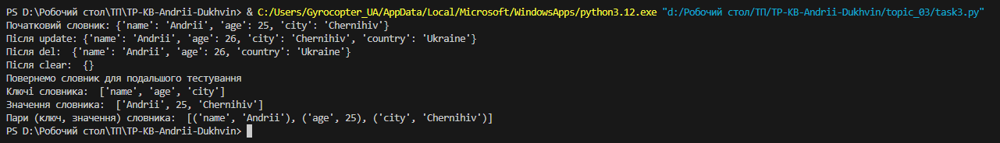 PS D:\Робочий стол\ТП\TP-KB-Andrii-Dukhvin> & C:/Users/Gyrocopter_UA/AppData/Local/Microsoft/WindowsApps/python3.12.exe "d:/Робочий стол/ТП/TP-KB-Andrii-Dukhvin/topic_03/task3.py"
Початковий словник: {'name': 'Andrii', 'age': 25, 'city': 'Chernihiv'}
Після update: {'name': 'Andrii', 'age': 26, 'city': 'Chernihiv', 'country': 'Ukraine'}
Після del:  {'name': 'Andrii', 'age': 26, 'country': 'Ukraine'}
Після clear:  {}
Повернемо словник для подальшого тестування
Ключі словника:  ['name', 'age', 'city']
Значення словника:  ['Andrii', 25, 'Chernihiv']
Пари (ключ, значення) словника:  [('name', 'Andrii'), ('age', 25), ('city', 'Chernihiv')]
PS D:\Робочий стол\ТП\TP-KB-Andrii-Dukhvin>